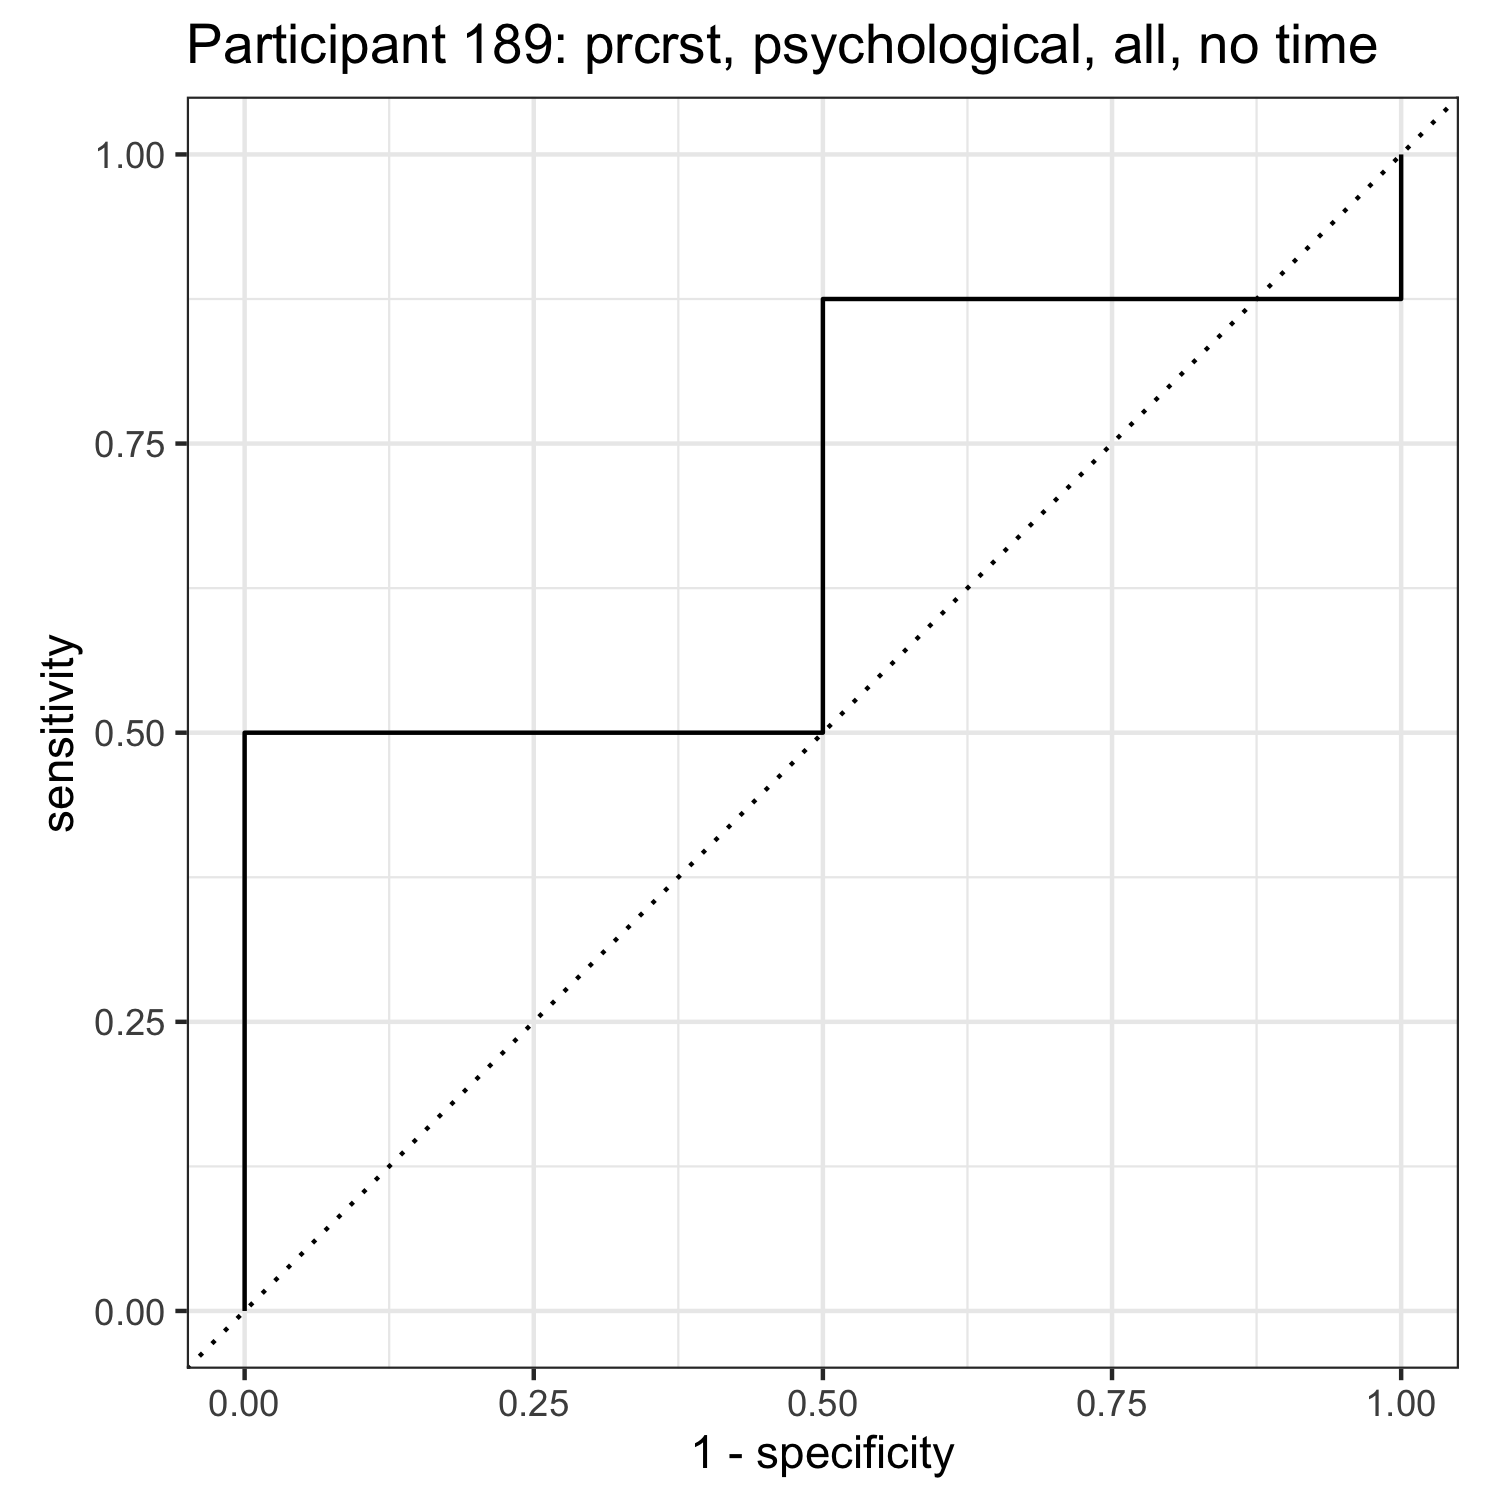 Participant 189: prcrst, psychological, all, no time
1.00
0.75
0.50
0.25
0.00
sensitivity
0.00 0.25 0.50 0.75 1.00
1 - specificity